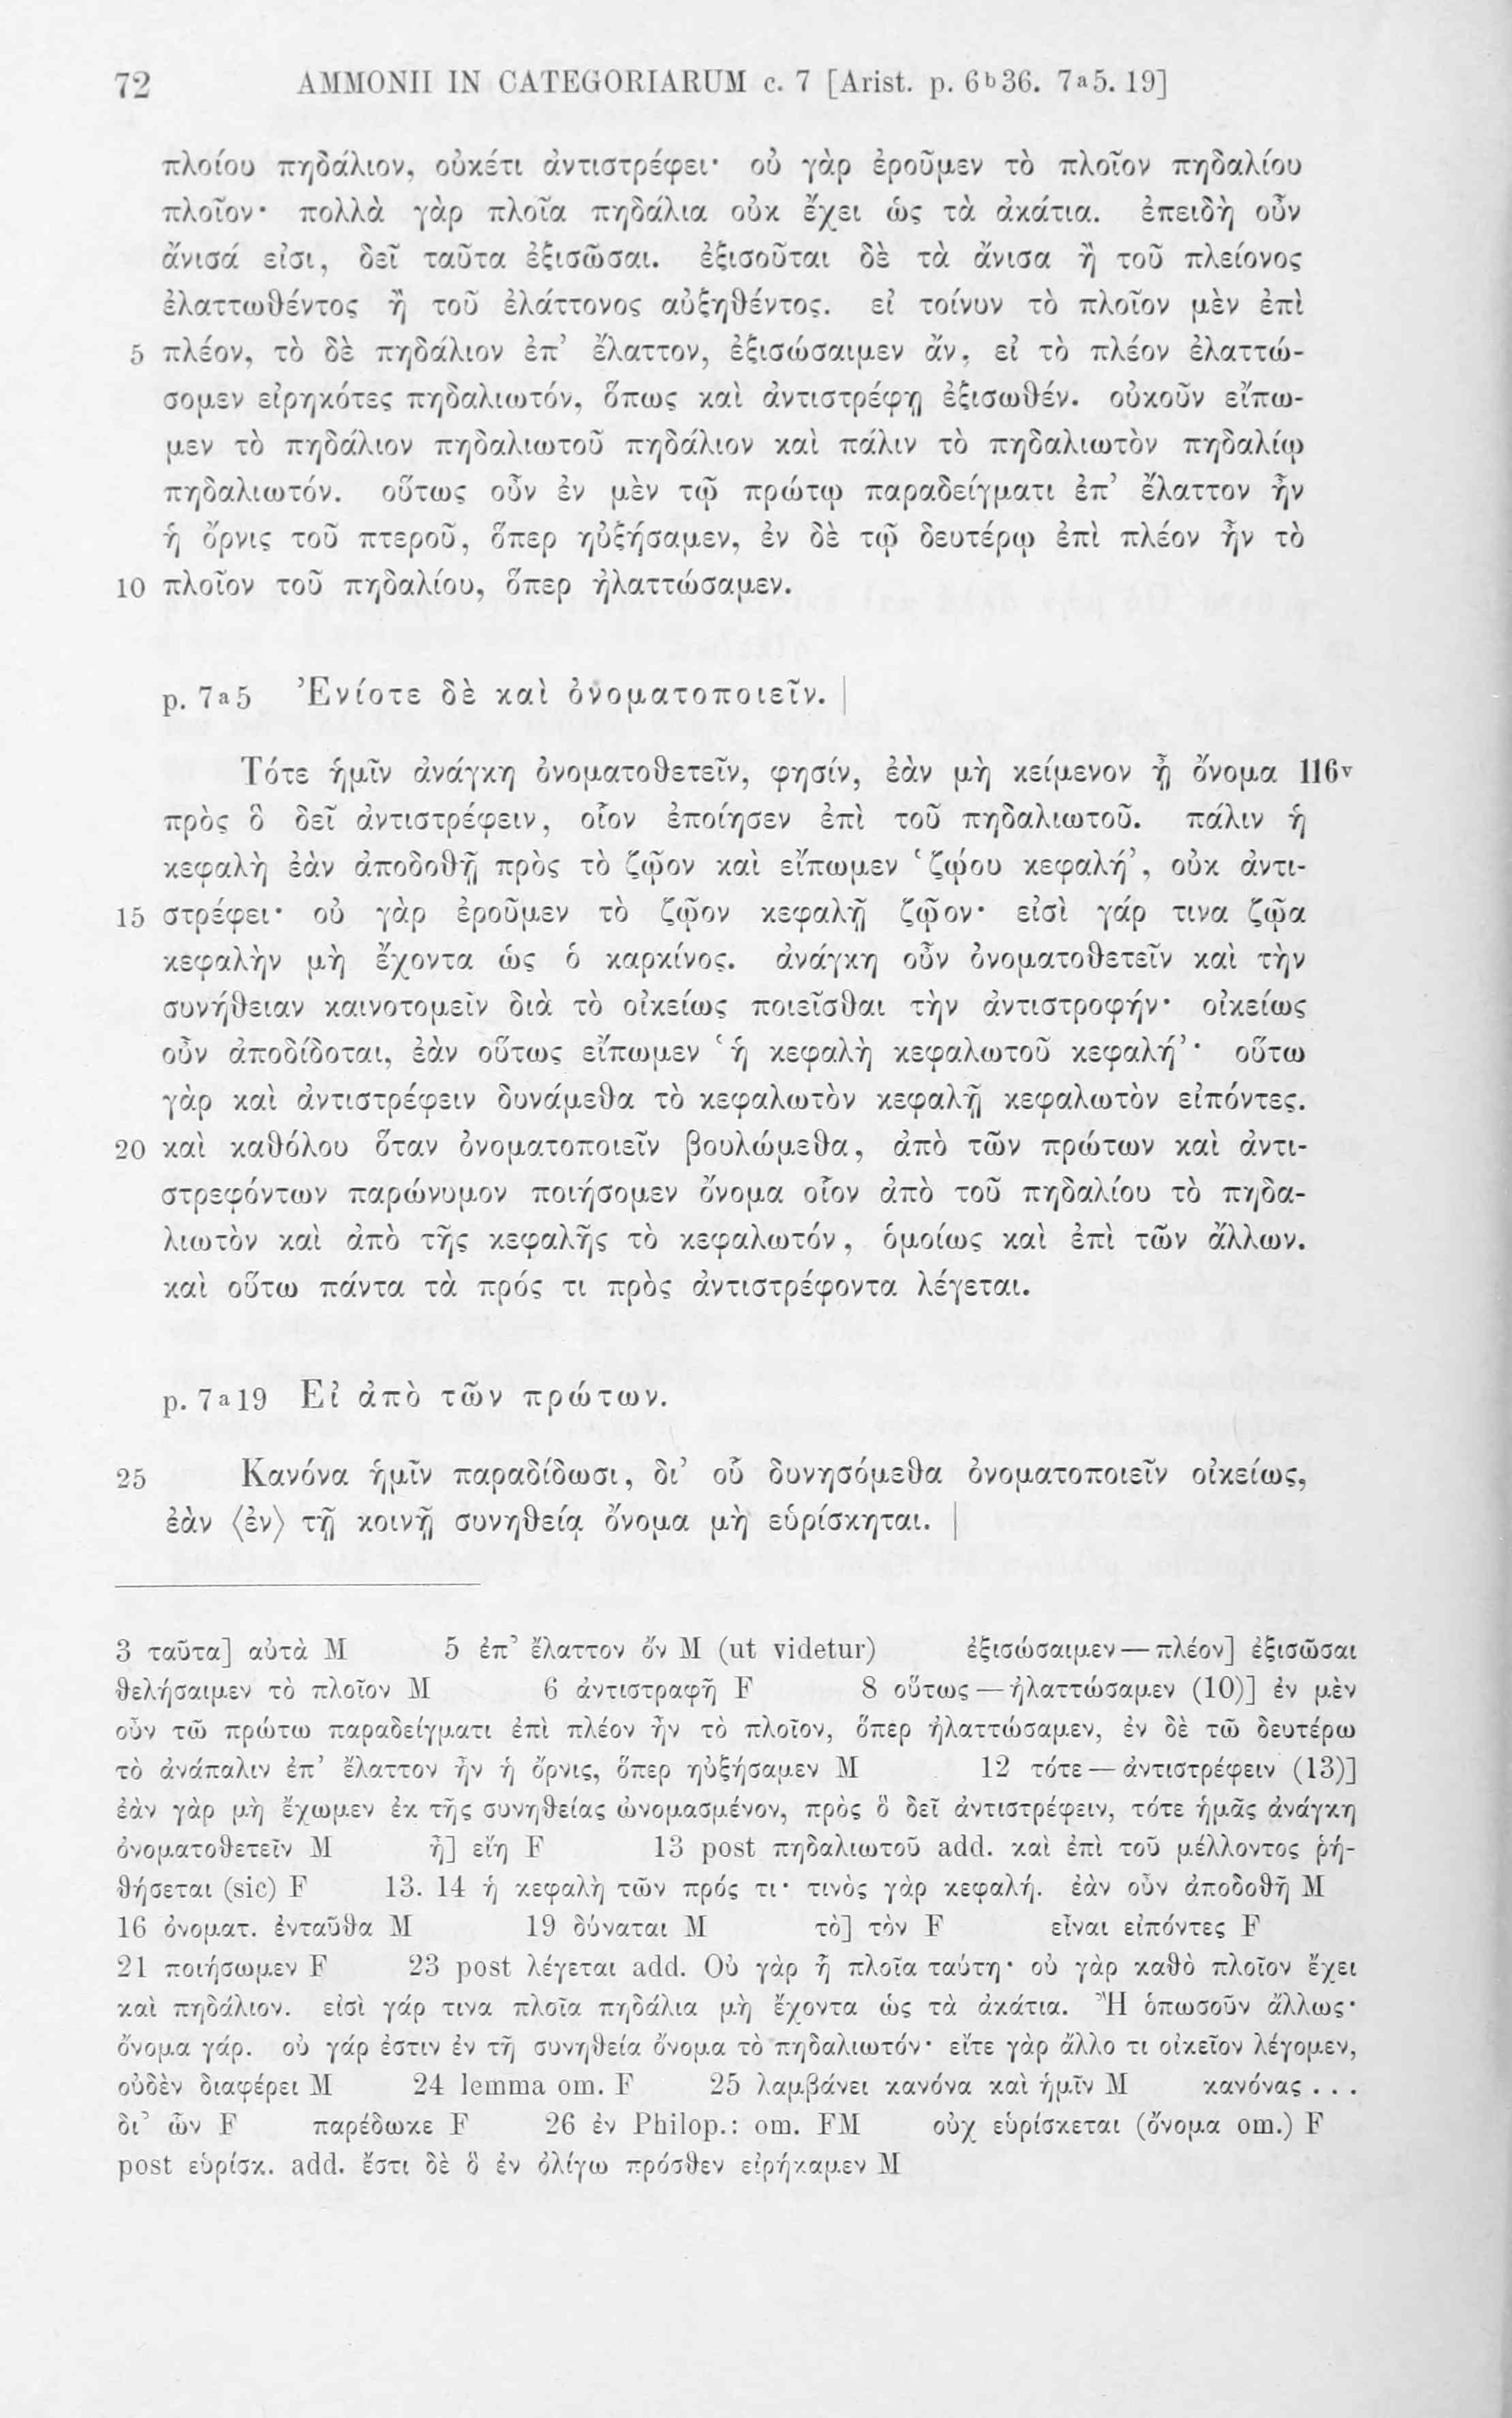 72 AMMONII IN CATEGORIARUM c. 7 [Arist. p. 6b36. 7a5. 19]
πλοίου πηδάλιον, οὐκέτι ἀντιστρέφει· οὐ γὰρ ἐροῦμεν τὸ πλοῖον πηδαλίου
πλοῖον· πολλὰ γὰρ πλοῖα πηδάλια οὐκ ἔχει ὡς τὰ ἀκάτια. ἐπειδὴ οὖν
ἄνισά εἰσι, δεῖ ταῦτα ἐξισῶσαι. ἐξισοῦται δὲ τὰ ἄνισα ἢ τοῦ πλείονος
ἐλαττωθέντος ἢ τοῦ ἐλάττονος αὐξηθέντος. εἰ τοίνυν τὸ πλοῖον μὲν ἐπὶ
5 πλέον, τὸ δὲ πηδάλιον ἐπ’ ἔλαττον, ἐξισώσαιμεν ἄν, εἰ τὸ πλέον ἐλαττώ-
σομεν εἰρηκότες πηδαλιωτόν, ὅπως καὶ ἀντιστρέφῃ ἐξισωθέν. οὐκοῦν εἴπω-
μεν τὸ πηδάλιον πηδαλιωτοῦ πηδάλιον καὶ πάλιν τὸ πηδαλιωτὸν πηδαλίῳ
πηδαλιωτόν. οὕτως οὖν ἐν μὲν τῷ πρώτῳ παραδείγματι ἐπ’ ἔλαττον ἦν
ἡ ὄρνις τοῦ πτεροῦ, ὅπερ ηὐξήσαμεν, ἐν δὲ τῷ δευτέρῳ ἐπὶ πλέον ἦν τὸ
10 πλοῖον τοῦ πηδαλίου, ὅπερ ἠλαττώσαμεν.
p. 7a5 Ἐνίοτε δὲ καὶ ὀνοματοποιεῖν. |
Τότε ἡμῖν ἀνάγκη ὀνοματοθετεῖν, φησίν, ἐὰν μὴ κείμενον ᾖ ὄνομα 116v
πρὸς ὃ δεῖ ἀντιστρέφειν, οἷον ἐποίησεν ἐπὶ τοῦ πηδαλιωτοῦ. πάλιν ἡ
κεφαλὴ ἐὰν ἀποδοθῇ πρὸς τὸ ζῷον καὶ εἴπωμεν ‘ζῴου κεφαλή’, οὐκ ἀντι-
15 στρέφει· οὐ γὰρ ἐροῦμεν τὸ ζῷον κεφαλῇ ζῷον· εἰσὶ γάρ τινα ζῷα
κεφαλὴν μὴ ἔχοντα ὡς ὁ καρκίνος. ἀνάγκη οὖν ὀνοματοθετεῖν καὶ τὴν
συνήθειαν καινοτομεῖν διὰ τὸ οἰκείως ποιεῖσθαι τὴν ἀντιστροφήν· οἰκείως
οὖν ἀποδίδοται, ἐὰν οὕτως εἴπωμεν ‘ἡ κεφαλὴ κεφαλωτοῦ κεφαλή’· οὕτω
γὰρ καὶ ἀντιστρέφειν δυνάμεθα τὸ κεφαλωτὸν κεφαλῇ κεφαλωτὸν εἰπόντες.
20 καὶ καθόλου ὅταν ὀνοματοποιεῖν βουλώμεθα, ἀπὸ τῶν πρώτων καὶ ἀντι-
στρεφόντων παρώνυμον ποιήσομεν ὄνομα οἷον ἀπὸ τοῦ πηδαλίου τὸ πηδα-
λιωτὸν καὶ ἀπὸ τῆς κεφαλῆς τὸ κεφαλωτόν, ὁμοίως καὶ ἐπὶ τῶν ἄλλων.
καὶ οὕτω πάντα τὰ πρός τι πρὸς ἀντιστρέφοντα λέγεται.
p. 7a19 Εἰ ἀπὸ τῶν πρώτων.
25 Κανόνα ἡμῖν παραδίδωσι, δι’ οὗ δυνησόμεθα ὀνοματοποιεῖν οἰκείως,
ἐὰν ⟨ἐν⟩ τῇ κοινῇ συνηθείᾳ ὄνομα μὴ εὑρίσκηται. |
3 ταῦτα] αὐτὰ M 5 ἐπ’ ἔλαττον ὂν M (ut videtur) ἐξισώσαιμεν — πλέον] ἐξισῶσαι
θελήσαιμεν τὸ πλοῖον M 6 ἀντιστραφῇ F 8 οὕτως — ἠλαττώσαμεν (10)] ἐν μὲν
οὖν τῶ πρώτω παραδείγματι ἐπὶ πλέον ἦν τὸ πλοῖον, ὅπερ ἠλαττώσαμεν, ἐν δὲ τῶ δευτέρω
τὸ ἀνάπαλιν ἐπ’ ἔλαττον ἦν ἡ ὄρνις, ὅπερ ηὐξήσαμεν M 12 τότε — ἀντιστρέφειν (13)]
ἐὰν γὰρ μὴ ἔχωμεν ἐκ τῆς συνηθείας ὠνομασμένον, πρὸς ὃ δεῖ ἀντιστρέφειν, τότε ἡμᾶς ἀνάγκη
ὀνοματοθετεῖν M ᾖ] εἴη F 13 post πηδαλιωτοῦ add. καὶ ἐπὶ τοῦ μέλλοντος ῥη-
θήσεται (sic) F 13. 14 ἡ κεφαλὴ τῶν πρός τι· τινὸς γὰρ κεφαλή. ἐὰν οὖν ἀποδοθῆ M
16 ὀνοματ. ἐνταῦθα M 19 δύναται M τὸ] τὸν F εἶναι εἰπόντες F
21 ποιήσωμεν F 23 post λέγεται add. Οὐ γὰρ ἦ πλοῖα ταύτη· οὐ γὰρ καθὸ πλοῖον ἔχει
καὶ πηδάλιον. εἰσὶ γάρ τινα πλοῖα πηδάλια μὴ ἔχοντα ὡς τὰ ἀκάτια. Ἢ ὁπωσοῦν ἄλλως·
ὄνομα γάρ. οὐ γάρ ἐστιν ἐν τῆ συνηθεία ὄνομα τὸ πηδαλιωτόν· εἴτε γὰρ ἄλλο τι οἰκεῖον λέγομεν,
οὐδὲν διαφέρει M 24 lemma om. F 25 λαμβάνει κανόνα καὶ ἡμῖν M κανόνας . . .
δι’ ὧν F παρέδωκε F 26 ἐν Philop.: om. FM οὐχ εὑρίσκεται (ὄνομα om.) F
post εὑρίσκ. add. ἔστι δὲ ὃ ἐν ὀλίγω πρόσθεν εἰρήκαμεν M